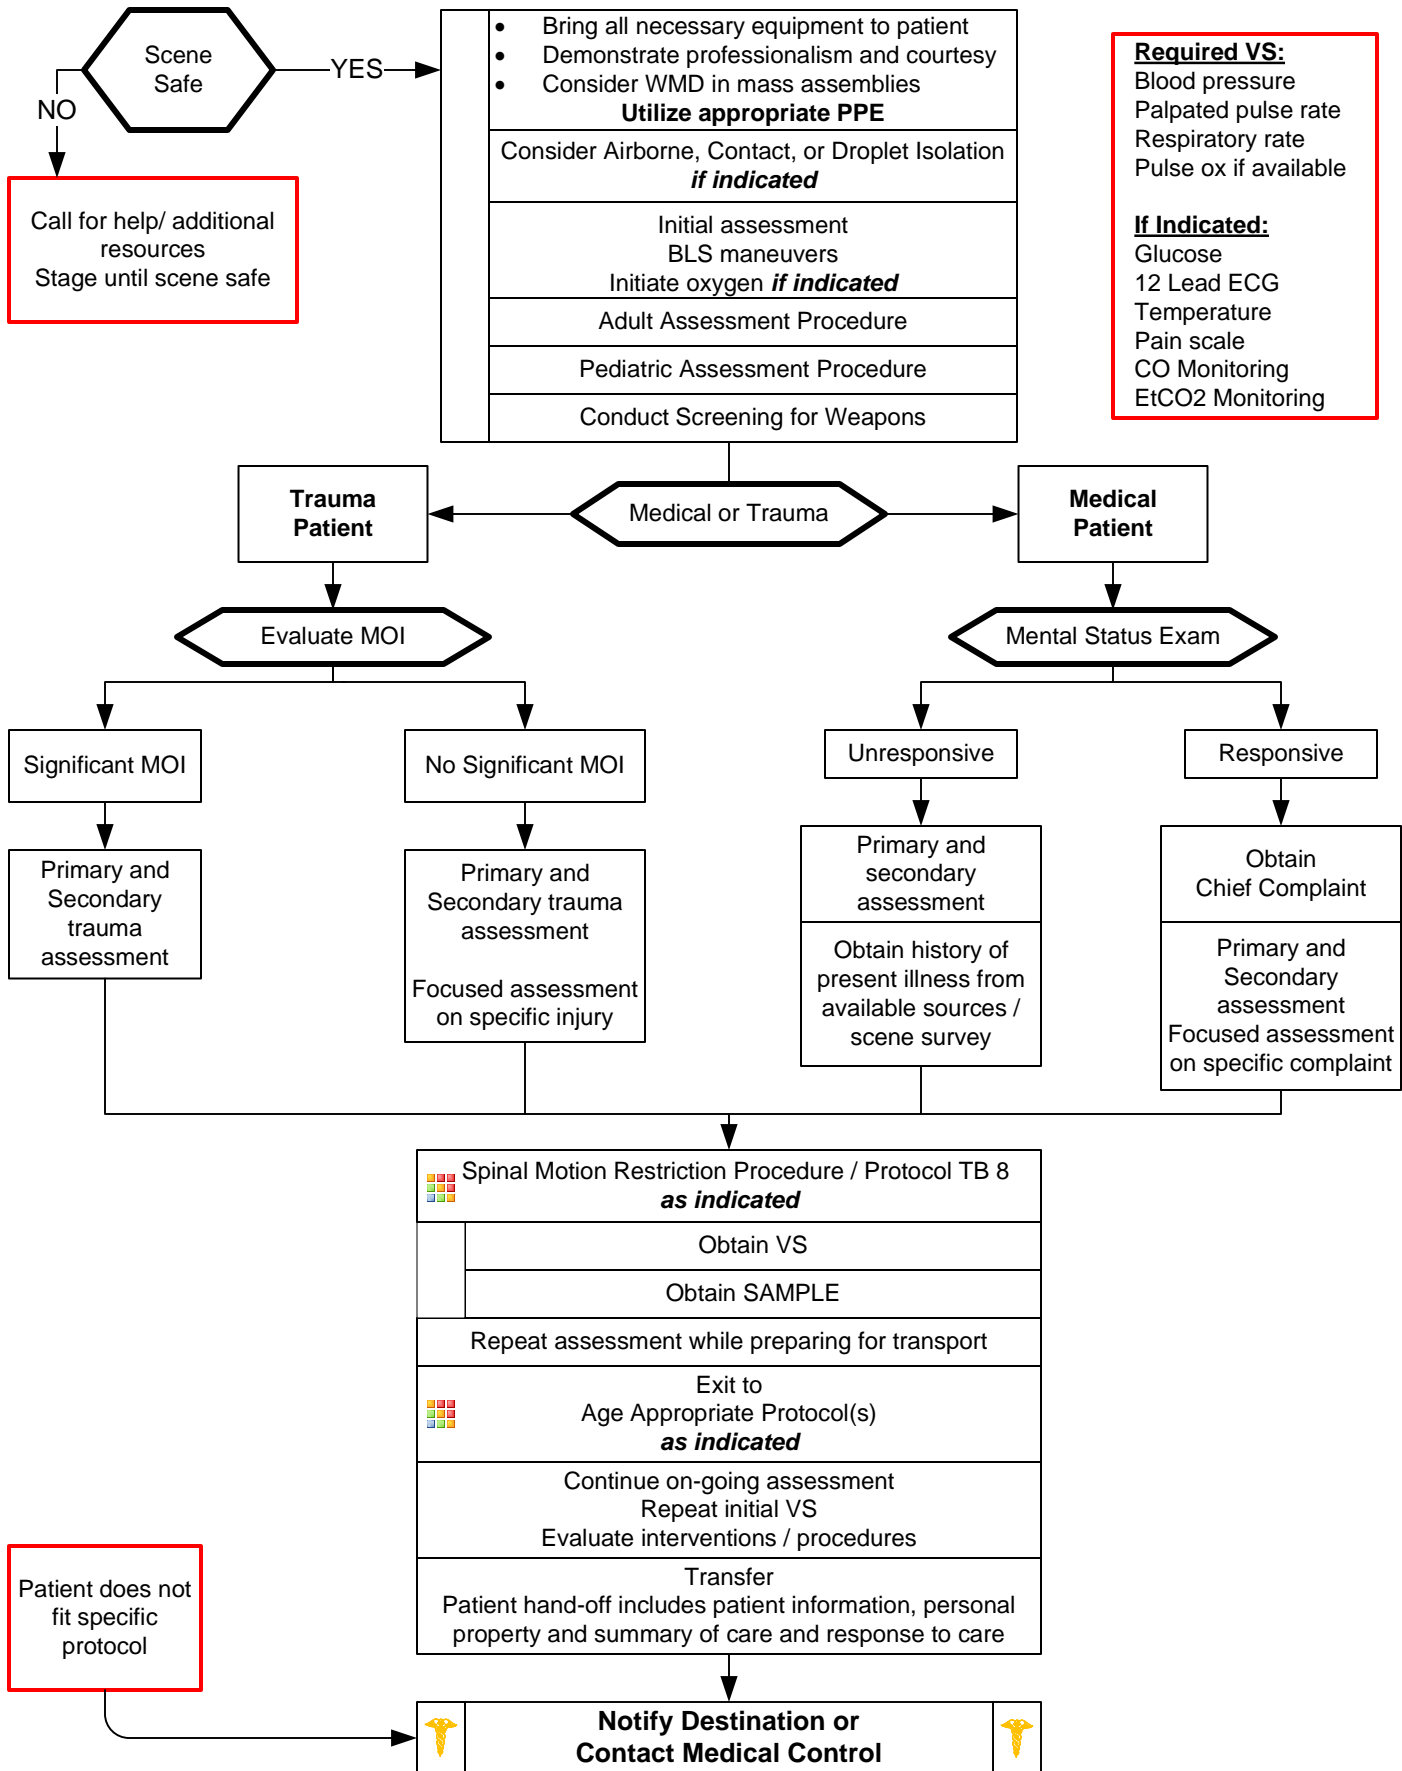 Scene
Safe
YES
NO
Call for help/ additional
resources
Stage until scene safe
• Bring all necessary equipment to patient
• Demonstrate professionalism and courtesy
• Consider WMD in mass assemblies
Utilize appropriate PPE
Consider Airborne, Contact, or Droplet Isolation
if indicated
Initial assessment
BLS maneuvers
Initiate oxygen if indicated
Adult Assessment Procedure
Pediatric Assessment Procedure
Conduct Screening for Weapons
Required VS:
Blood pressure
Palpated pulse rate
Respiratory rate
Pulse ox if available
If Indicated:
Glucose
12 Lead ECG
Temperature
Pain scale
CO Monitoring
EtCO2 Monitoring
Trauma
Patient
Medical or Trauma
Medical
Patient
Evaluate MOI
Mental Status Exam
Significant MOI
No Significant MOI
Unresponsive
Responsive
Primary and
Secondary
trauma
assessment
Primary and
Secondary trauma
assessment
Focused assessment
on specific injury
Primary and
secondary
assessment
Obtain history of
present illness from
available sources /
scene survey
Obtain
Chief Complaint
Primary and
Secondary
assessment
Focused assessment
on specific complaint
Spinal Motion Restriction Procedure / Protocol TB 8
as indicated
Obtain VS
Obtain SAMPLE
Repeat assessment while preparing for transport
Exit to
Age Appropriate Protocol(s)
as indicated
Continue on-going assessment
Repeat initial VS
Evaluate interventions / procedures
Transfer
Patient hand-off includes patient information, personal
property and summary of care and response to care
Patient does not
fit specific
protocol
Notify Destination or
Contact Medical Control